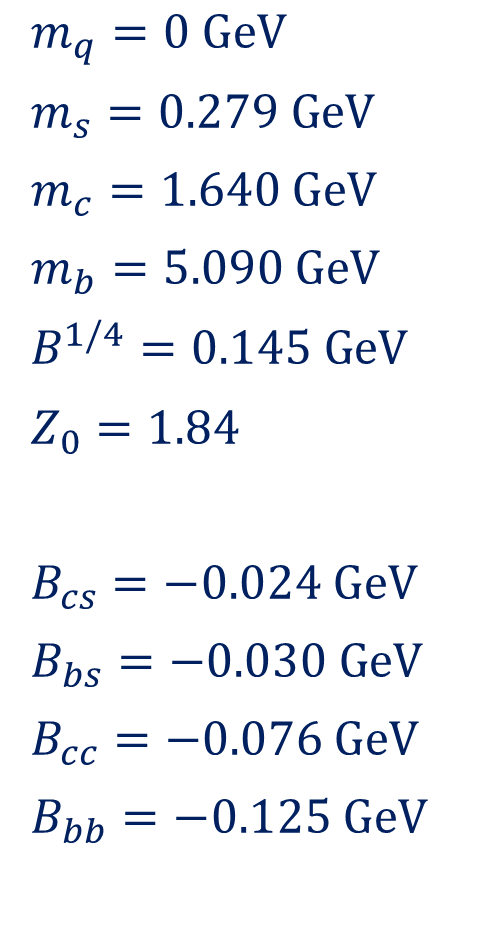 m_q = 0 GeV
m_s = 0.279 GeV
m_c = 1.640 GeV
m_b = 5.090 GeV
B^{1/4} = 0.145 GeV
Z_0 = 1.84
B_{cs} = −0.024 GeV
B_{bs} = −0.030 GeV
B_{cc} = −0.076 GeV
B_{bb} = −0.125 GeV